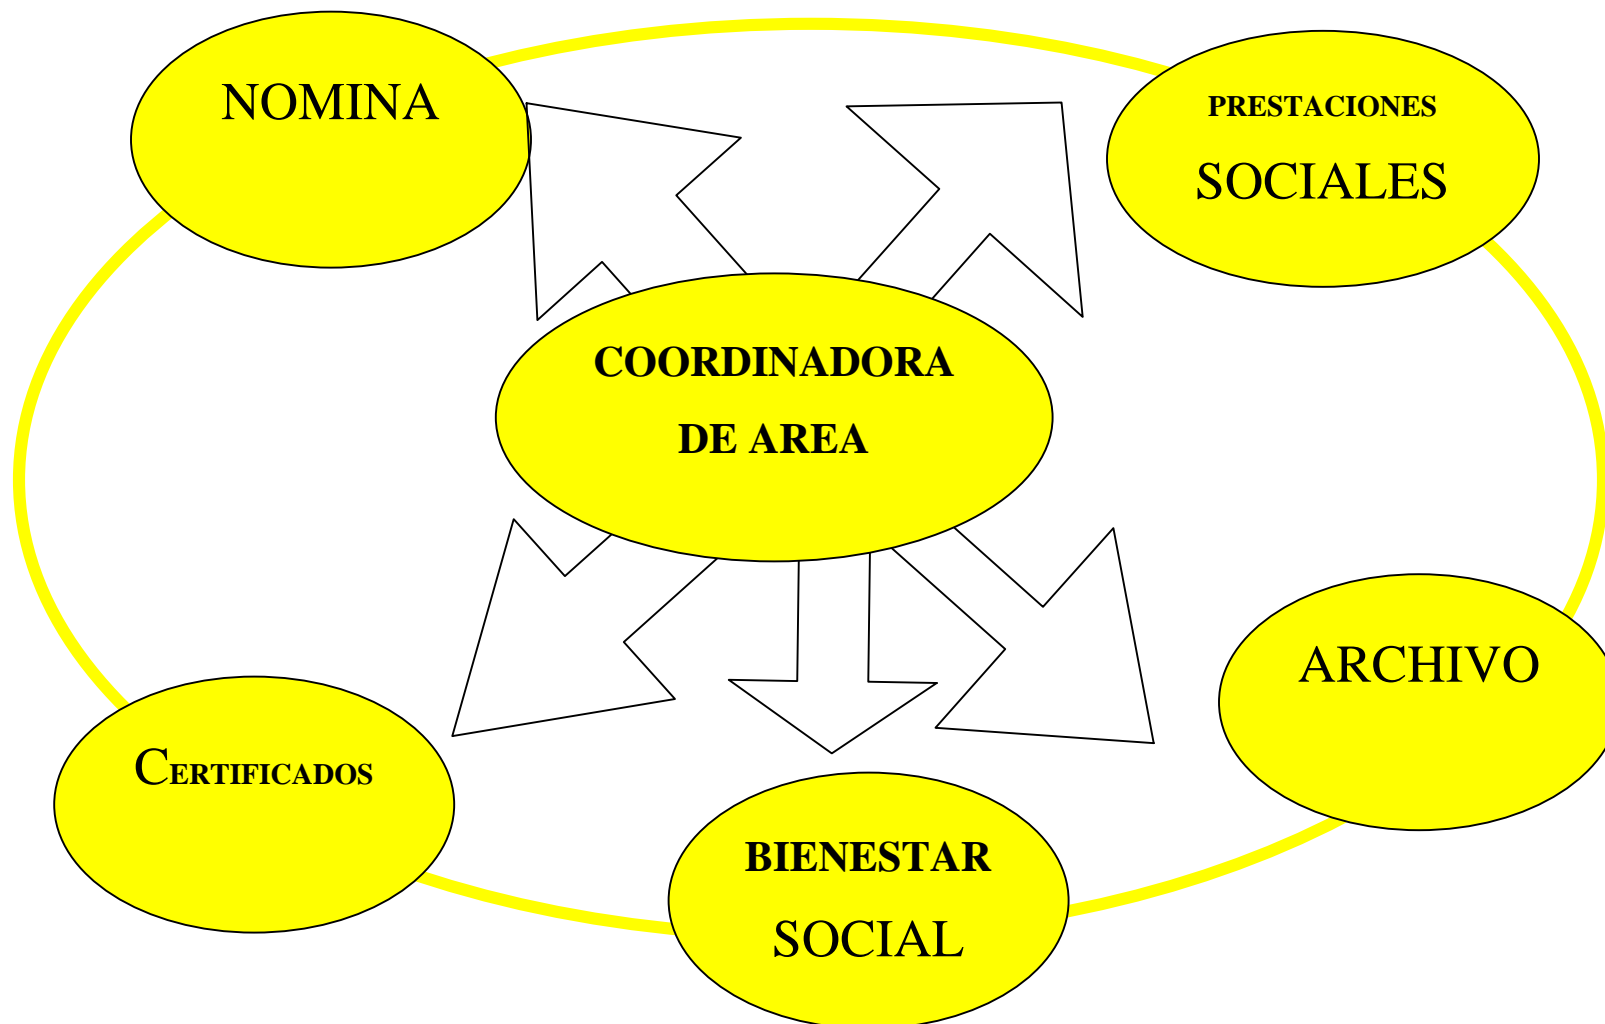 NOMINA
PRESTACIONES
SOCIALES
COORDINADORA
DE AREA
ARCHIVO
CERTIFICADOS
BIENESTAR
SOCIAL